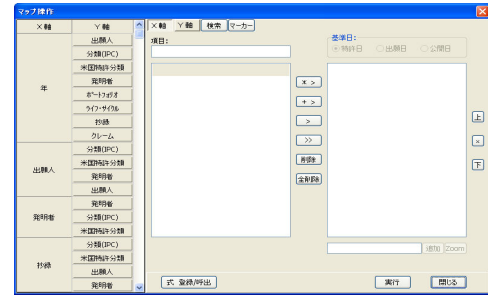 マップ操作
X軸 Y軸
年
出願人
分類(IPC)
米国特許分類
発明者
ポートフォリオ
ライフ・サイクル
抄録
クレーム
出願人
分類(IPC)
米国特許分類
発明者
出願人
発明者
発明者
分類(IPC)
米国特許分類
抄録
分類(IPC)
米国特許分類
出願人
発明者
X軸 Y軸 検索 マーカー
項目:
基準日:
特許日 出願日 公開日
* >
+ >
>
>>
削除
全削除
上
×
下
追加 Zoom
式 登録/呼出
実行 閉じる